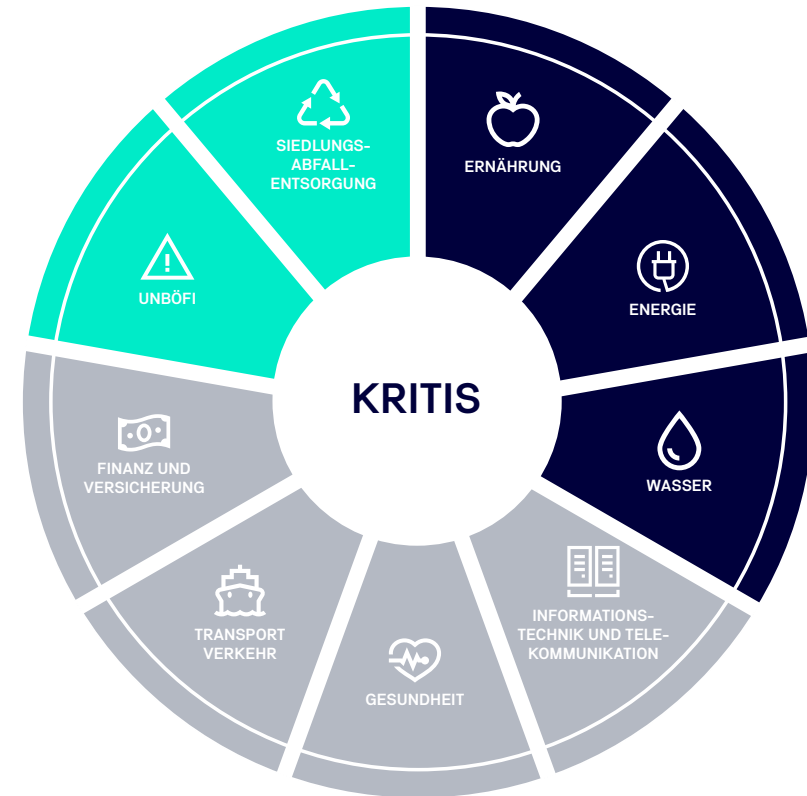 SIEDLUNGS-
ABFALL-
ENTSORGUNG
ERNÄHRUNG
UNBÖFI
ENERGIE
KRITIS
FINANZ UND
VERSICHERUNG
WASSER
TRANSPORT
VERKEHR
GESUNDHEIT
INFORMATIONS-
TECHNIK UND TELE-
KOMMUNIKATION